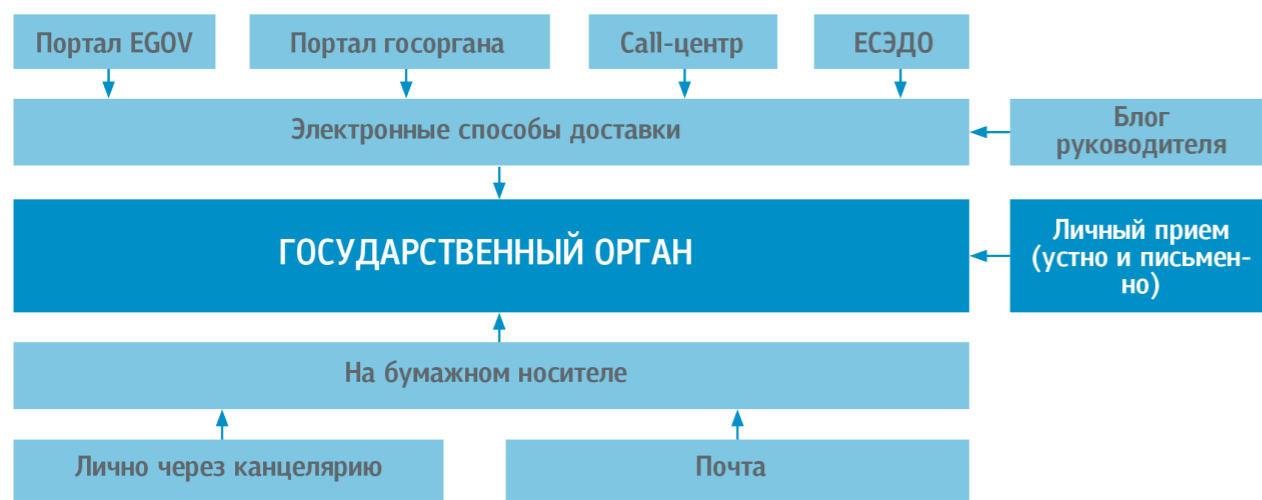 Портал EGOV
Портал госоргана
Call-центр
ЕСЭДО
Электронные способы доставки
Блог
руководителя
ГОСУДАРСТВЕННЫЙ ОРГАН
Личный прием
(устно и письмен-
но)
На бумажном носителе
Лично через канцелярию
Почта